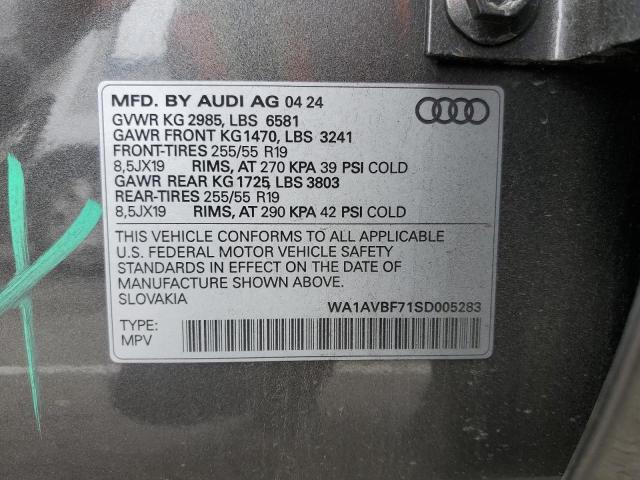 MFD. BY AUDI AG 04 24
GVWR KG 2985, LBS 6581
GAWR FRONT KG1470, LBS 3241
FRONT-TIRES 255/55 R19
8,5JX19 RIMS, AT 270 KPA 39 PSI COLD
GAWR REAR KG 1725, LBS 3803
REAR-TIRES 255/55 R19
8,5JX19 RIMS, AT 290 KPA 42 PSI COLD
THIS VEHICLE CONFORMS TO ALL APPLICABLE
U.S. FEDERAL MOTOR VEHICLE SAFETY
STANDARDS IN EFFECT ON THE DATE OF
MANUFACTURE SHOWN ABOVE.
SLOVAKIA WA1AVBF71SD005283
TYPE:
MPV